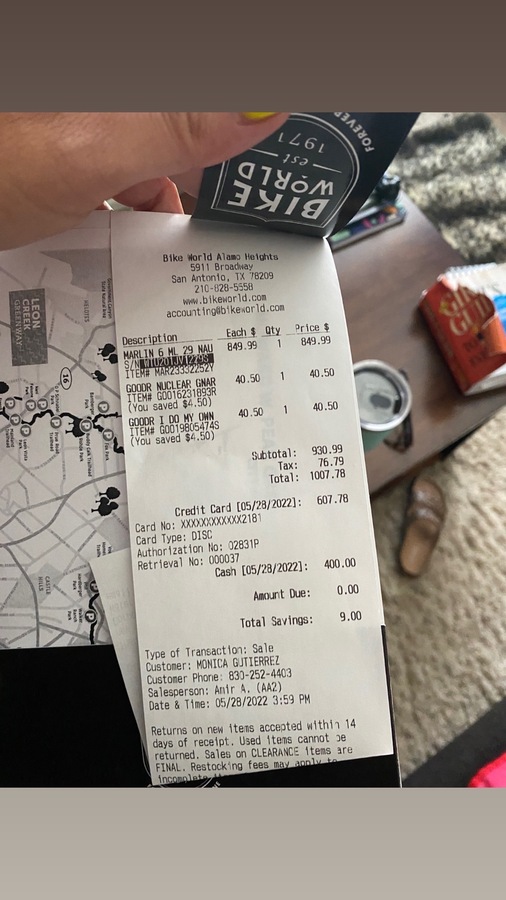 FOREVER
est
1971
BIKE
WORLD
Bike World Alamo Heights
5911 Broadway
San Antonio, TX 78209
210-828-5558
www.bikeworld.com
accounting@bikeworld.com
Description Each $ Qty Price $
MARLIN 6 ML 29 NAU 849.99 1 849.99
S/N
ITEM# MAR23332252Y
GOODR NUCLEAR GNAR 40.50 1 40.50
ITEM# G0016231893R
(You saved $4.50)
GOODR I DO MY OWN 40.50 1 40.50
ITEM# G0019805474S
(You saved $4.50)
Subtotal: 930.99
Tax: 76.79
Total: 1007.78
Credit Card [05/28/2022]: 607.78
Card No: XXXXXXXXXXXX2181
Card Type: DISC
Authorization No: 02831P
Retrieval No: 000037
Cash [05/28/2022]: 400.00
Amount Due: 0.00
Total Savings: 9.00
Type of Transaction: Sale
Customer: MONICA GUTIERREZ
Customer Phone: 830-252-4403
Salesperson: Amir A. (AA2)
Date & Time: 05/28/2022 3:59 PM
Returns on new items accepted within 14
days of receipt. Used items cannot be
returned. Sales on CLEARANCE items are
FINAL. Restocking fees may apply to
incomplete
LEON
CREEK
GREENWAY
HELOTES
16
CASTLE
HILLS